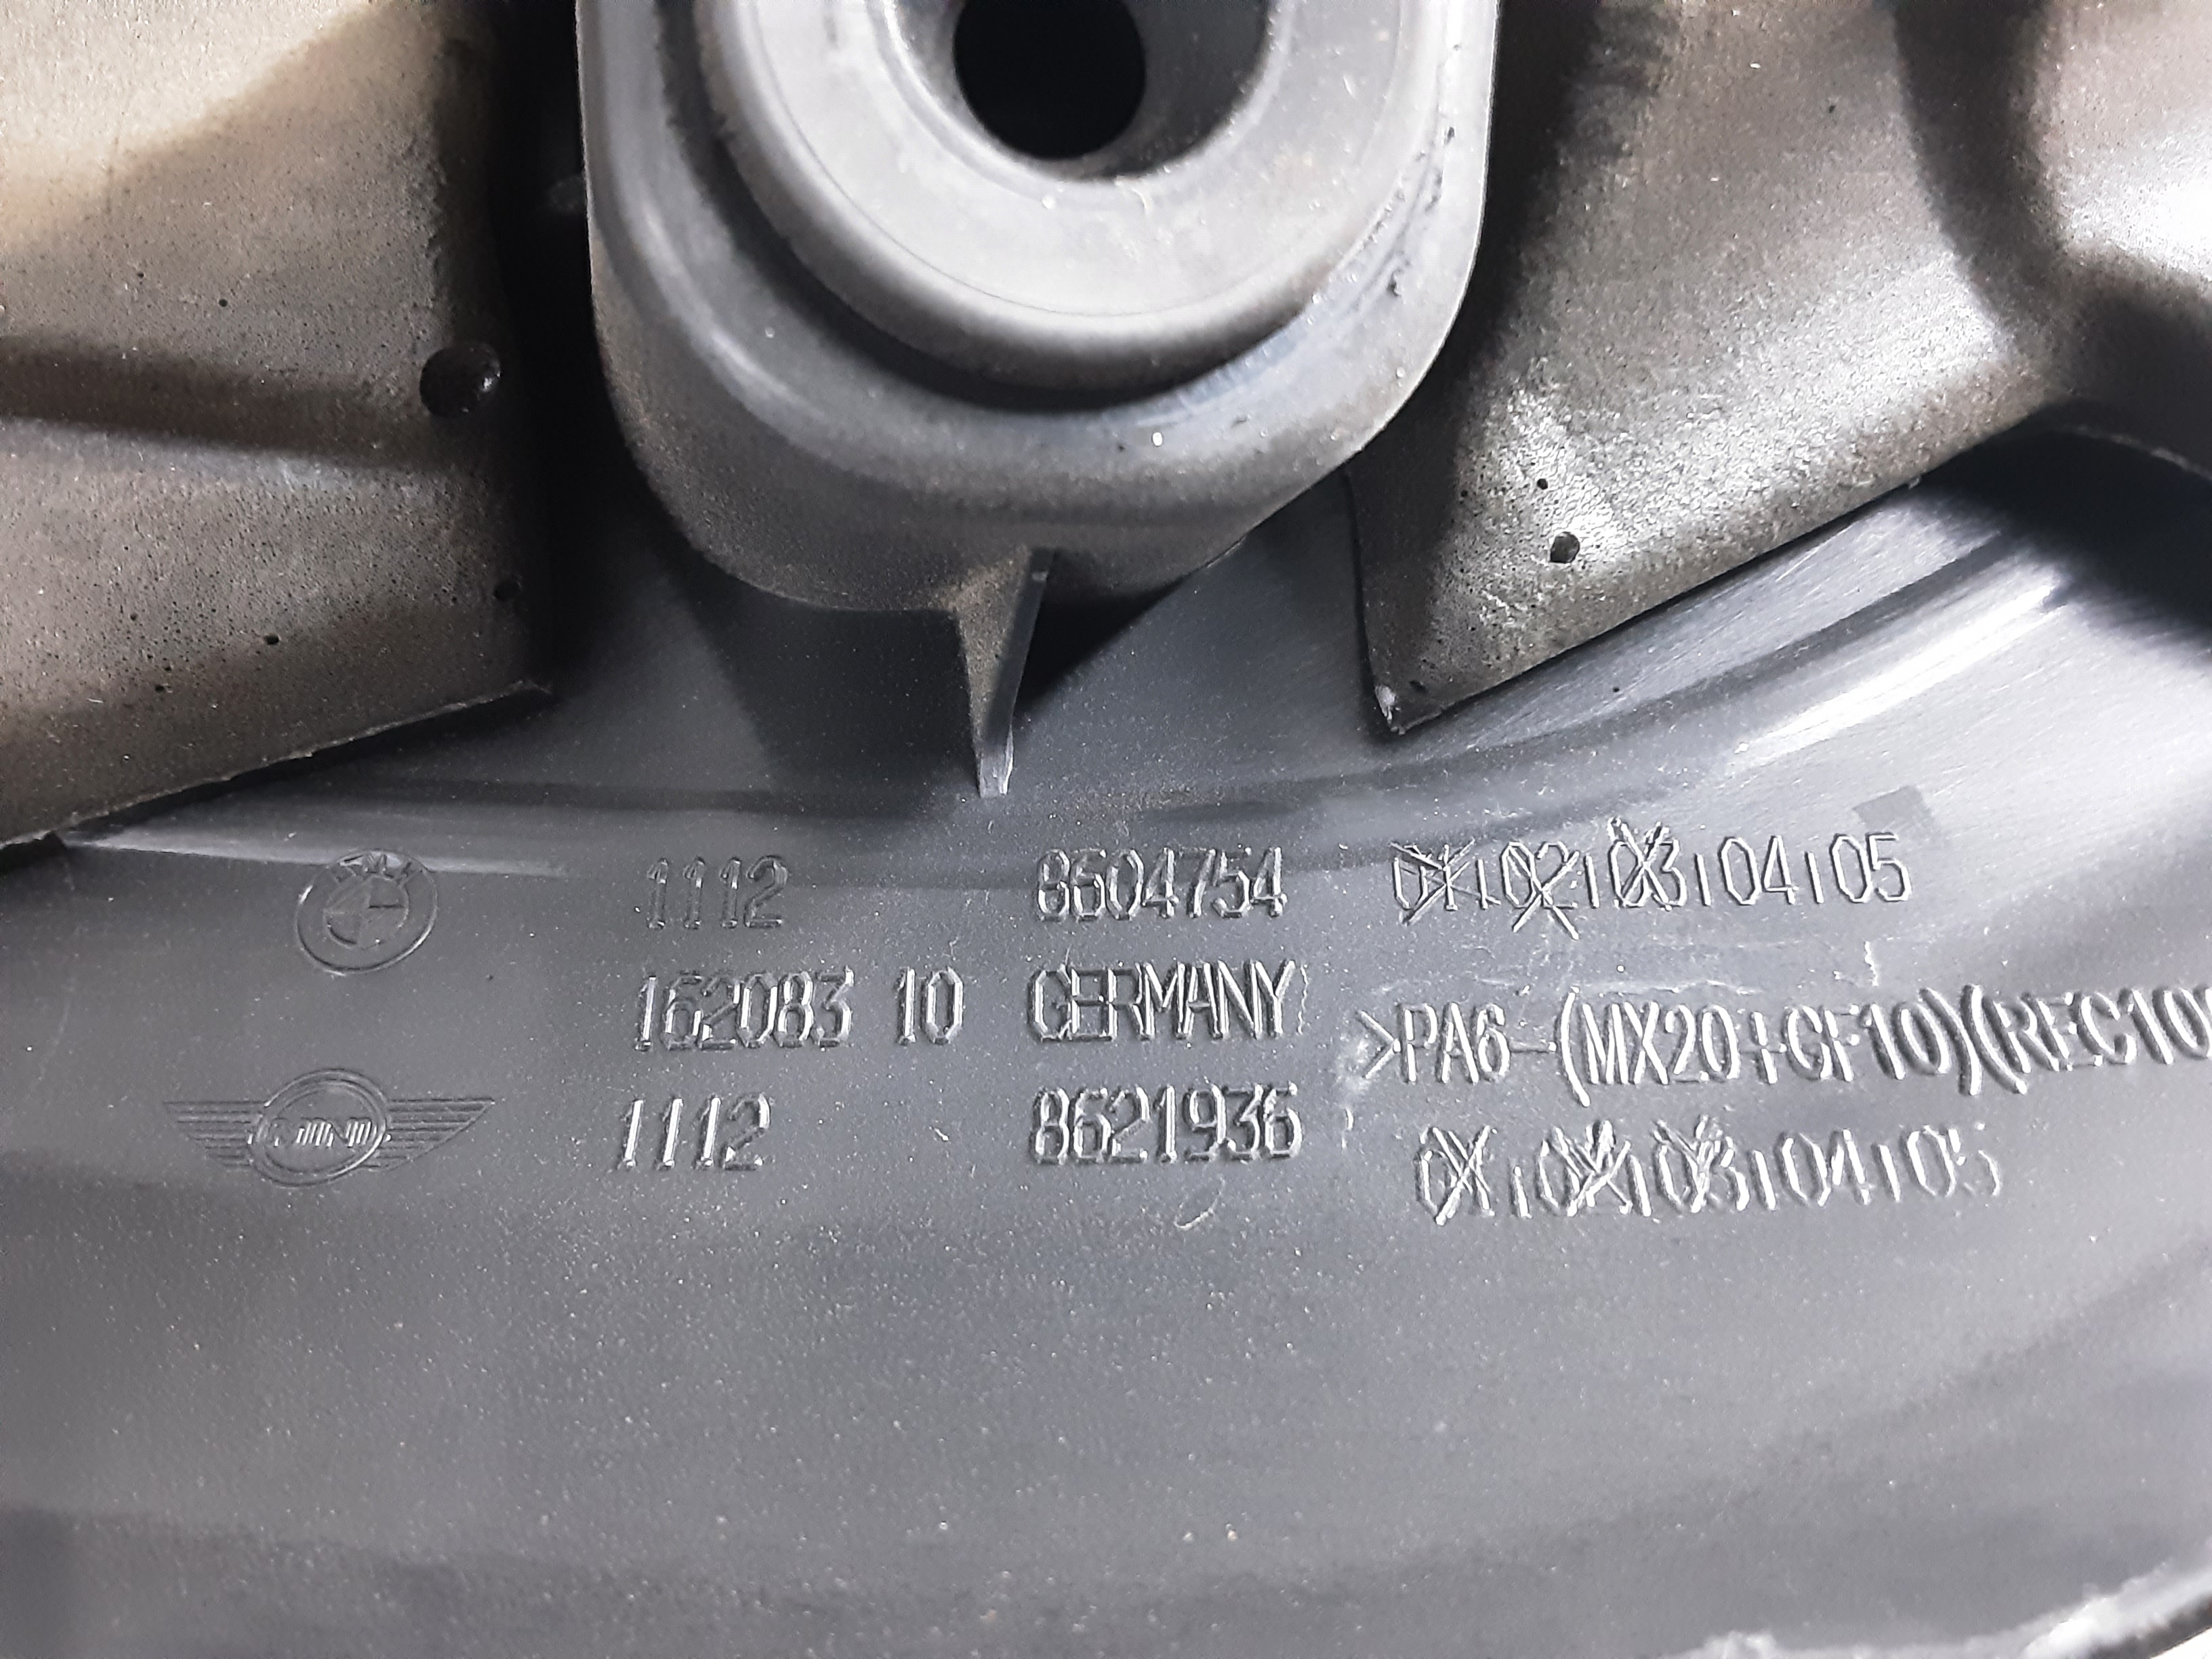 1112 8604754 01 02 03 04 05
162083 10 GERMANY >PA6-(MX20+GF10)(REC10
MINI 1112 8621936 01 02 03 04 05